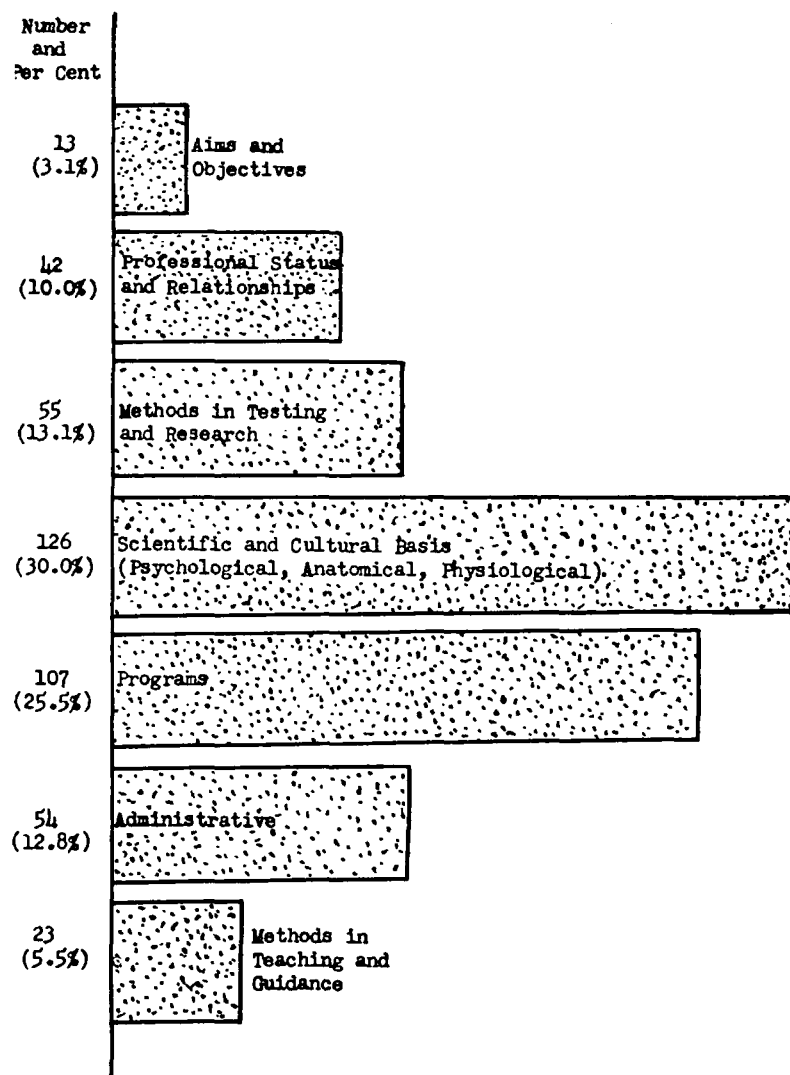 Number
and
Per Cent
13
(3.1%)
Aims and
Objectives
42
(10.0%)
Professional Status
and Relationships
55
(13.1%)
Methods in Testing
and Research
126
(30.0%)
Scientific and Cultural Basis
(Psychological, Anatomical, Physiological)
107
(25.5%)
Programs
54
(12.8%)
Administrative
23
(5.5%)
Methods in
Teaching and
Guidance